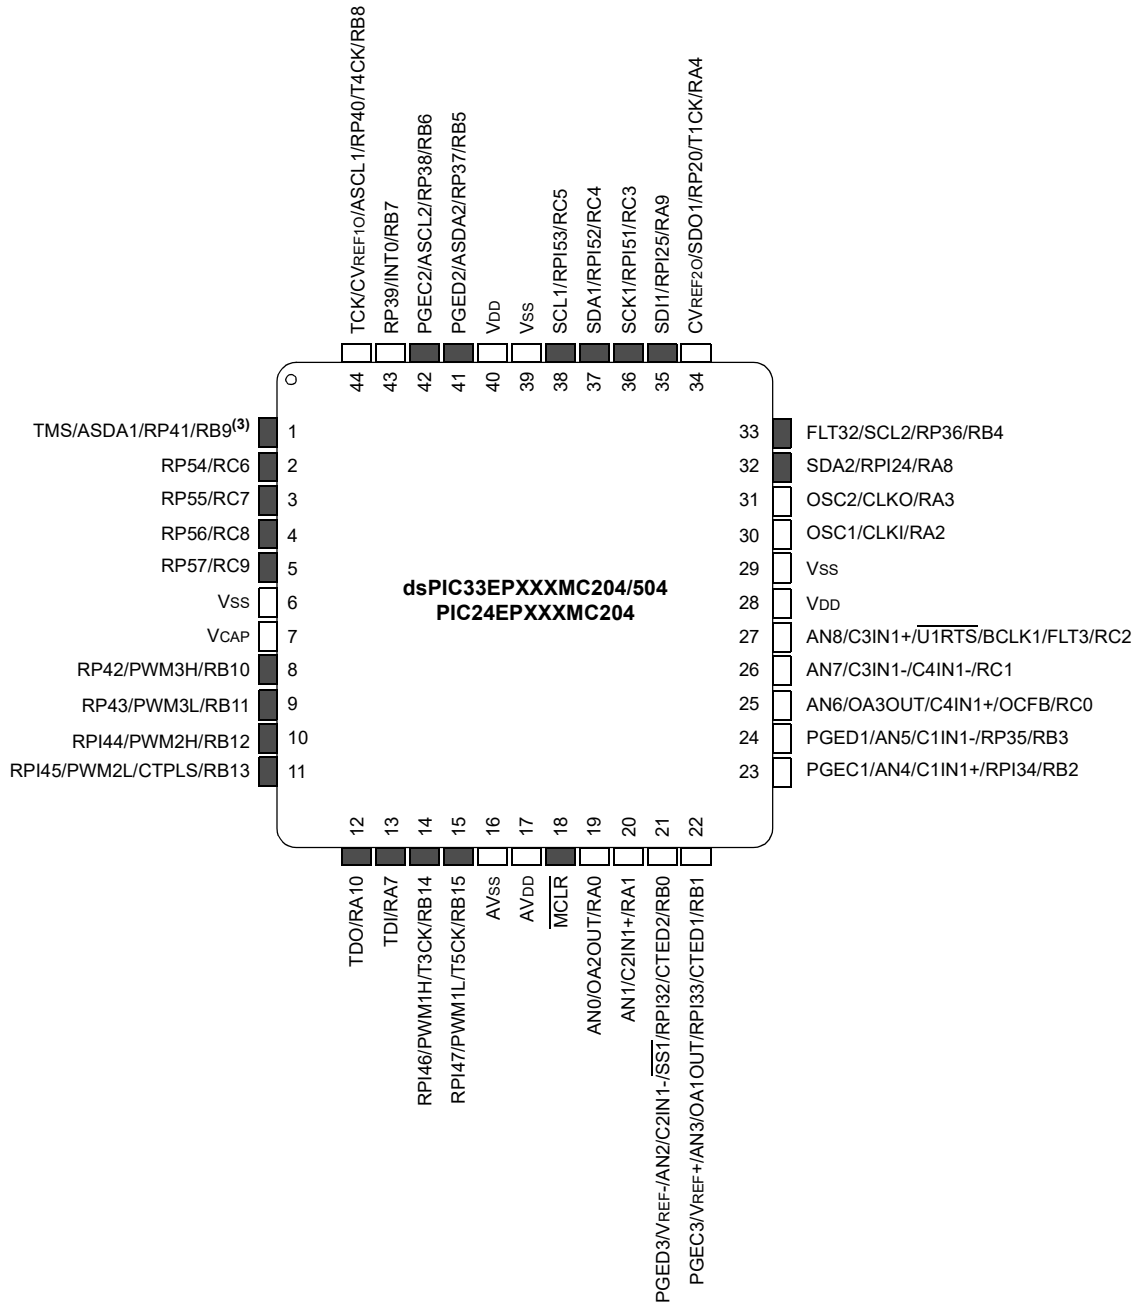 TCK/CVREF1O/ASCL1/RP40/T4CK/RB8
RP39/INT0/RB7
PGEC2/ASCL2/RP38/RB6
PGED2/ASDA2/RP37/RB5
VDD
VSS
SCL1/RPI53/RC5
SDA1/RPI52/RC4
SCK1/RPI51/RC3
SDI1/RPI25/RA9
CVREF2O/SDO1/RP20/T1CK/RA4
44
43
42
41
40
39
38
37
36
35
34
TMS/ASDA1/RP41/RB9(3) 1
RP54/RC6 2
RP55/RC7 3
RP56/RC8 4
RP57/RC9 5
VSS 6
VCAP 7
RP42/PWM3H/RB10 8
RP43/PWM3L/RB11 9
RPI44/PWM2H/RB12 10
RPI45/PWM2L/CTPLS/RB13 11
dsPIC33EPXXXMC204/504
PIC24EPXXXMC204
33 FLT32/SCL2/RP36/RB4
32 SDA2/RPI24/RA8
31 OSC2/CLKO/RA3
30 OSC1/CLKI/RA2
29 VSS
28 VDD
27 AN8/C3IN1+/U1RTS/BCLK1/FLT3/RC2
26 AN7/C3IN1-/C4IN1-/RC1
25 AN6/OA3OUT/C4IN1+/OCFB/RC0
24 PGED1/AN5/C1IN1-/RP35/RB3
23 PGEC1/AN4/C1IN1+/RPI34/RB2
12
13
14
15
16
17
18
19
20
21
22
TDO/RA10
TDI/RA7
RPI46/PWM1H/T3CK/RB14
RPI47/PWM1L/T5CK/RB15
AVSS
AVDD
MCLR
AN0/OA2OUT/RA0
AN1/C2IN1+/RA1
PGED3/VREF-/AN2/C2IN1-/SS1/RPI32/CTED2/RB0
PGEC3/VREF+/AN3/OA1OUT/RPI33/CTED1/RB1